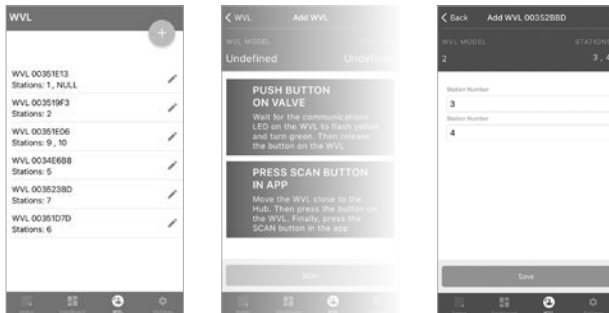 WVL
+
WVL 00351E13
Stations: 1, NULL
WVL 003519F3
Stations: 2
WVL 00351E06
Stations: 9 , 10
WVL 0034E6B8
Stations: 5
WVL 003523BD
Stations: 7
WVL 00351D7D
Stations: 6
WVL
< WVL Add WVL
WVL MODEL STATIONS
Undefined Undefined
PUSH BUTTON
ON VALVE
Wait for the communications
LED on the WVL to flash yellow
and turn green. Then release
the button on the WVL
PRESS SCAN BUTTON
IN APP
Move the WVL close to the
Hub. Then press the button on
the WVL. Finally, press the
SCAN button in the app
Scan
< Back Add WVL 00352BBD
WVL MODEL STATIONS
2 3 , 4
Station Number
3
Station Number
4
Save